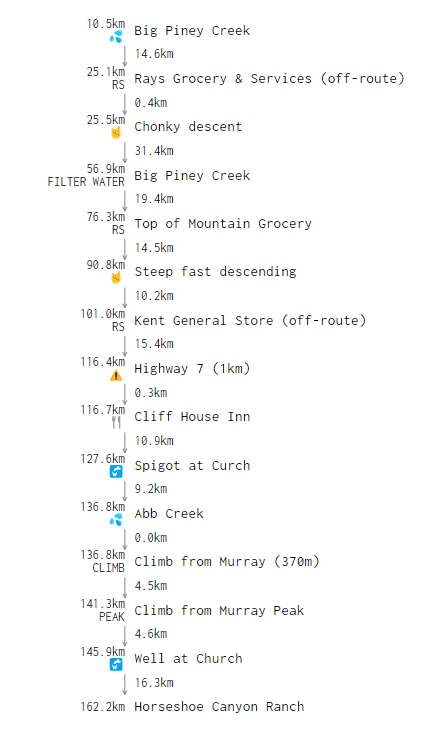 10.5km Big Piney Creek
14.6km
25.1km Rays Grocery & Services (off-route)
RS
0.4km
25.5km Chonky descent
31.4km
56.9km Big Piney Creek
FILTER WATER
19.4km
76.3km Top of Mountain Grocery
RS
14.5km
90.8km Steep fast descending
10.2km
101.0km Kent General Store (off-route)
RS
15.4km
116.4km Highway 7 (1km)
0.3km
116.7km Cliff House Inn
10.9km
127.6km Spigot at Curch
9.2km
136.8km Abb Creek
0.0km
136.8km Climb from Murray (370m)
CLIMB
4.5km
141.3km Climb from Murray Peak
PEAK
4.6km
145.9km Well at Church
16.3km
162.2km Horseshoe Canyon Ranch